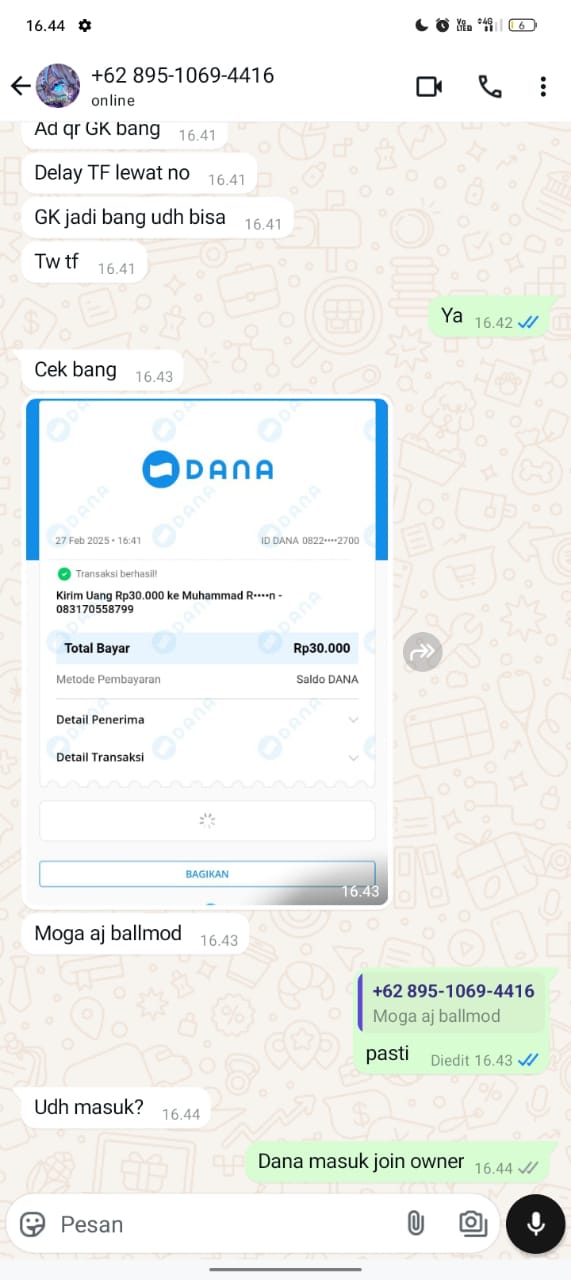 16.44
Yo
LTE
4G
6
+62 895-1069-4416
online
Ad qr GK bang 16.41
Delay TF lewat no 16.41
GK jadi bang udh bisa 16.41
Tw tf 16.41
Ya 16.42
Cek bang 16.43
DANA
27 Feb 2025 • 16:41 ID DANA 0822••••2700
Transaksi berhasil!
Kirim Uang Rp30.000 ke Muhammad R••••n -
083170558799
Total Bayar Rp30.000
Metode Pembayaran Saldo DANA
Detail Penerima
Detail Transaksi
BAGIKAN
16.43
Moga aj ballmod 16.43
+62 895-1069-4416
Moga aj ballmod
pasti Diedit 16.43
Udh masuk? 16.44
Dana masuk join owner 16.44
Pesan